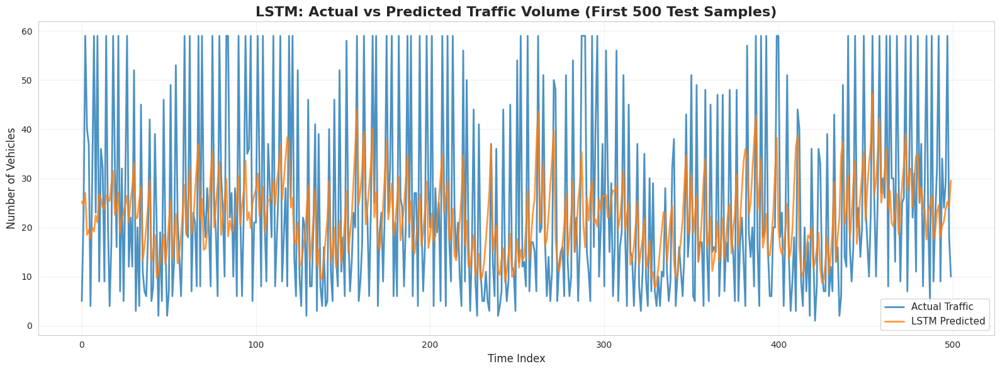 LSTM: Actual vs Predicted Traffic Volume (First 500 Test Samples)
Number of Vehicles
60
50
40
30
20
10
0
0 100 200 300 400 500
Time Index
Actual Traffic
LSTM Predicted